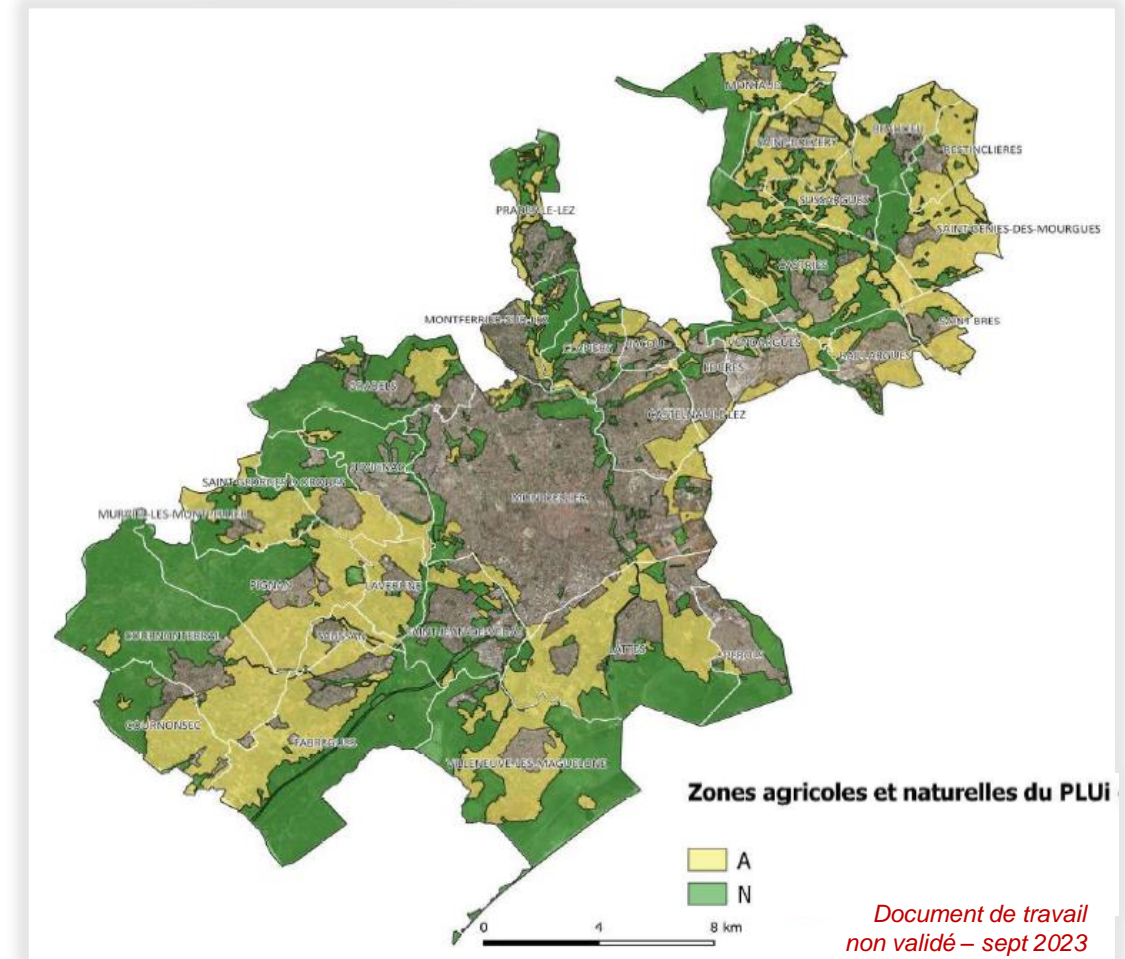 MONTAUD
SAINT-DREZERY
BEAULIEU
RESTINCLIERES
SUSSARGUES
PRADES-LE-LEZ
SAINT-GENIES-DES-MOURGUES
CASTRIES
MONTFERRIER-SUR-LEZ
SAINT-BRES
CLAPIERS
JACOU
VENDARGUES
BAILLARGUES
GRABELS
CASTELNAU-LE-LEZ
JUVIGNAC
SAINT-GEORGES-D'ORQUES
MONTPELLIER
MURVIEL-LES-MONTPELLIER
PIGNAN
LAVERUNE
COURNONTERRAL
SAUSSAN
SAINT-JEAN-DE-VEDAS
LATTES
PEROLS
COURNONSEC
FABREGUES
VILLENEUVE-LES-MAGUELONE
Zones agricoles et naturelles du PLUi
A
N
0 4 8 km
Document de travail
non validé – sept 2023